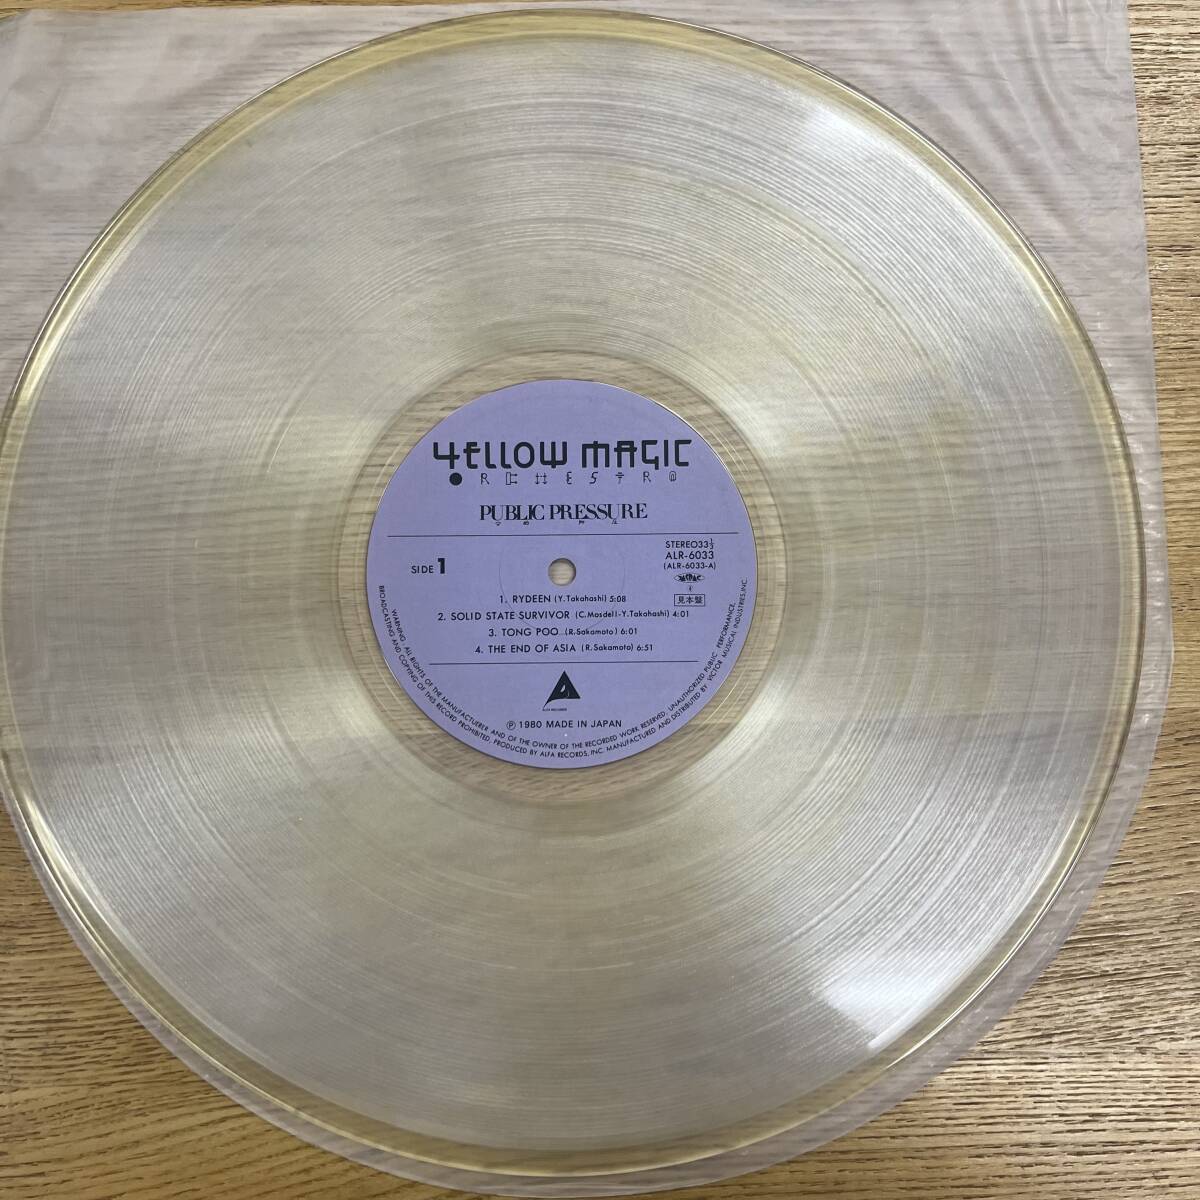 YELLOW MAGIC
ORCHESTRA
PUBLIC PRESSURE
STEREO33⅓
ALR-6033
(ALR-6033-A)
SIDE 1
見本盤
1. RYDEEN (Y. Takahashi) 5:08
2. SOLID STATE SURVIVOR (C. Mosdell-Y. Takahashi) 4:01
3. TONG POO (R. Sakamoto) 6:01
4. THE END OF ASIA (R. Sakamoto) 6:51
ALFA RECORDS
Ⓟ 1980 MADE IN JAPAN
WARNING. ALL RIGHTS OF THE MANUFACTUERER AND OF THE OWNER OF THE RECORDED WORK RESERVED. UNAUTHORIZED PUBLIC PERFORMANCE,
BROADCASTING AND COPYING OF THIS RECORD PROHIBITED. PRODUCED BY ALFA RECORDS, INC. MANUFACTURED AND DISTRIBUTED BY VICTOR MUSICAL INDUSTRIES, INC.